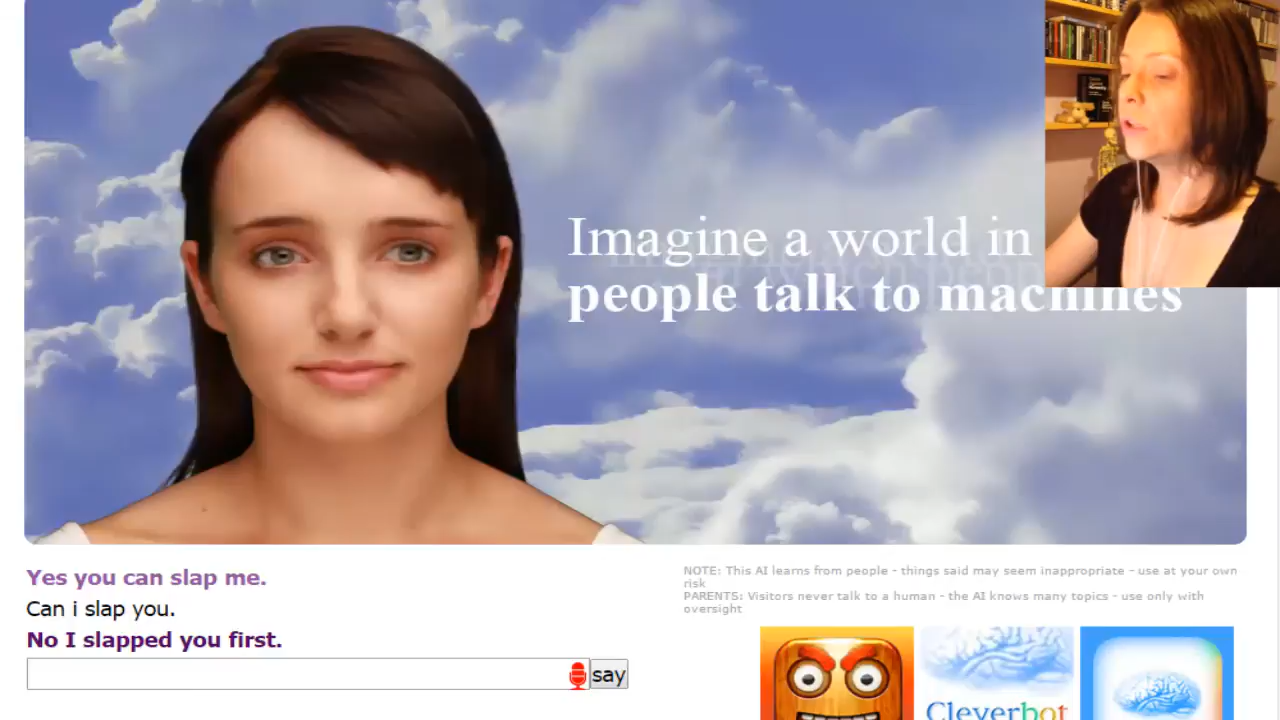 Imagine a world in
people talk to machines
Yes you can slap me.
Can i slap you.
No I slapped you first.
say
NOTE: This AI learns from people - things said may seem inappropriate - use at your own
risk
PARENTS: Visitors never talk to a human - the AI knows many topics - use only with
oversight
Cleverbot